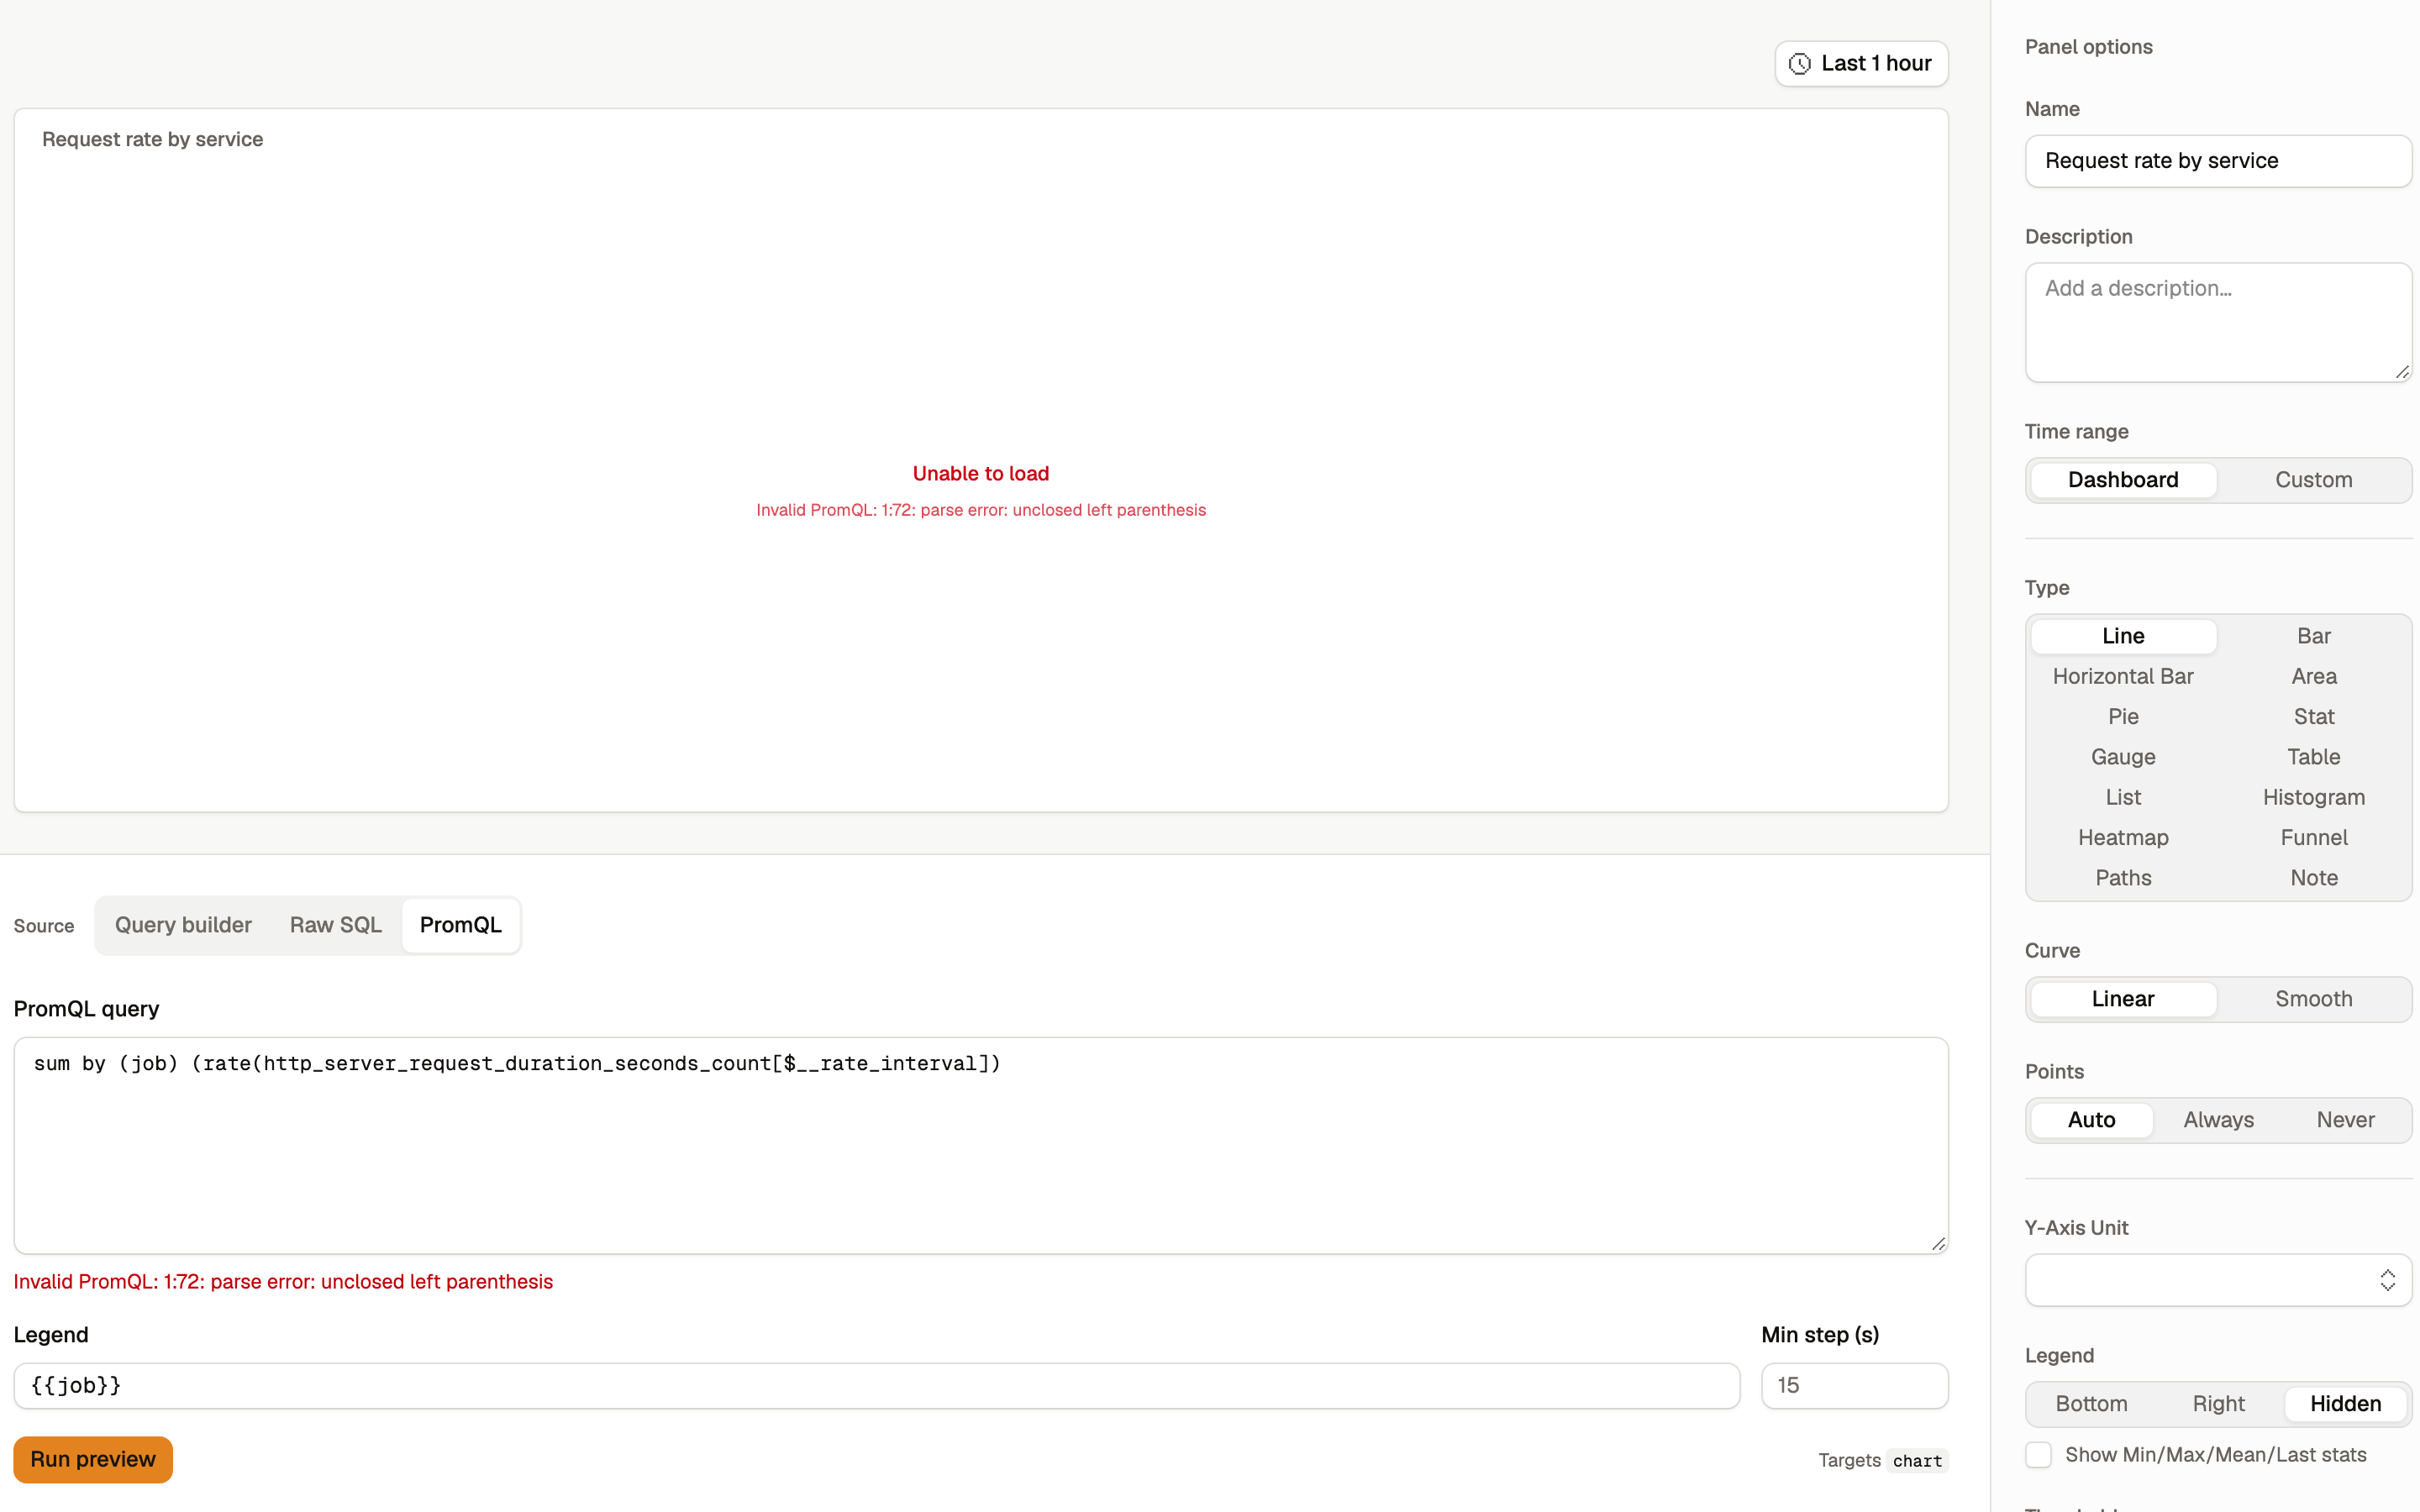 Last 1 hour
Request rate by service
Unable to load
Invalid PromQL: 1:72: parse error: unclosed left parenthesis
Source
Query builder
Raw SQL
PromQL
PromQL query
sum by (job) (rate(http_server_request_duration_seconds_count[$__rate_interval])
Invalid PromQL: 1:72: parse error: unclosed left parenthesis
Legend
Min step (s)
{{job}}
15
Run preview
Targets chart
Panel options
Name
Request rate by service
Description
Add a description...
Time range
Dashboard
Custom
Type
Line
Bar
Horizontal Bar
Area
Pie
Stat
Gauge
Table
List
Histogram
Heatmap
Funnel
Paths
Note
Curve
Linear
Smooth
Points
Auto
Always
Never
Y-Axis Unit
Legend
Bottom
Right
Hidden
Show Min/Max/Mean/Last stats